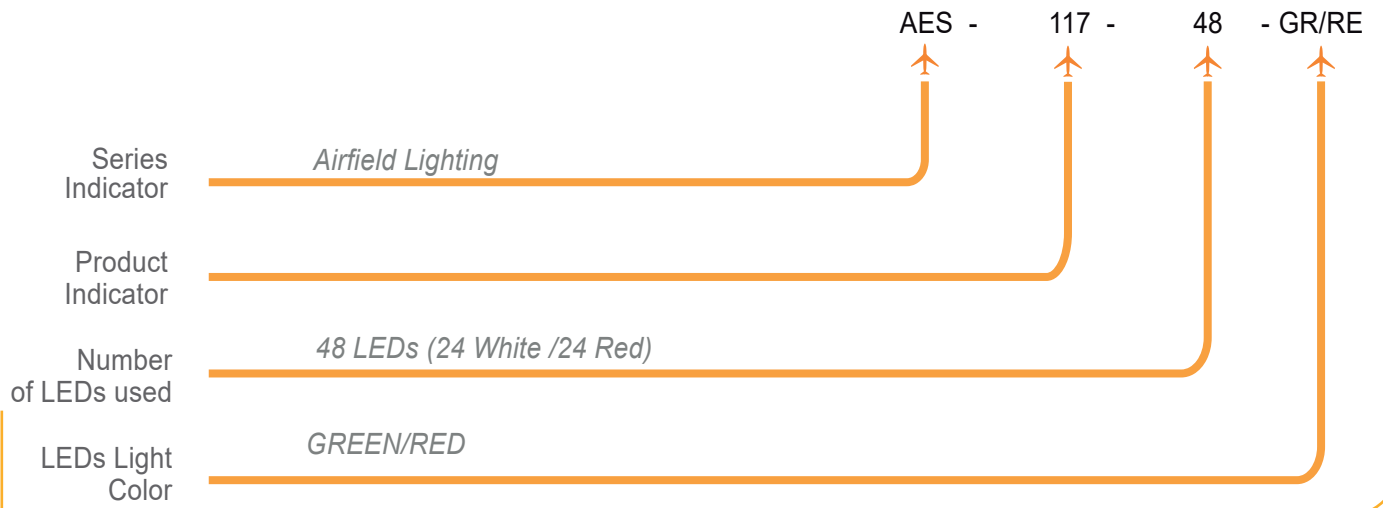 AES - 117 - 48 - GR/RE
Series
Indicator
Airfield Lighting
Product
Indicator
Number
of LEDs used
48 LEDs (24 White /24 Red)
LEDs Light
Color
GREEN/RED